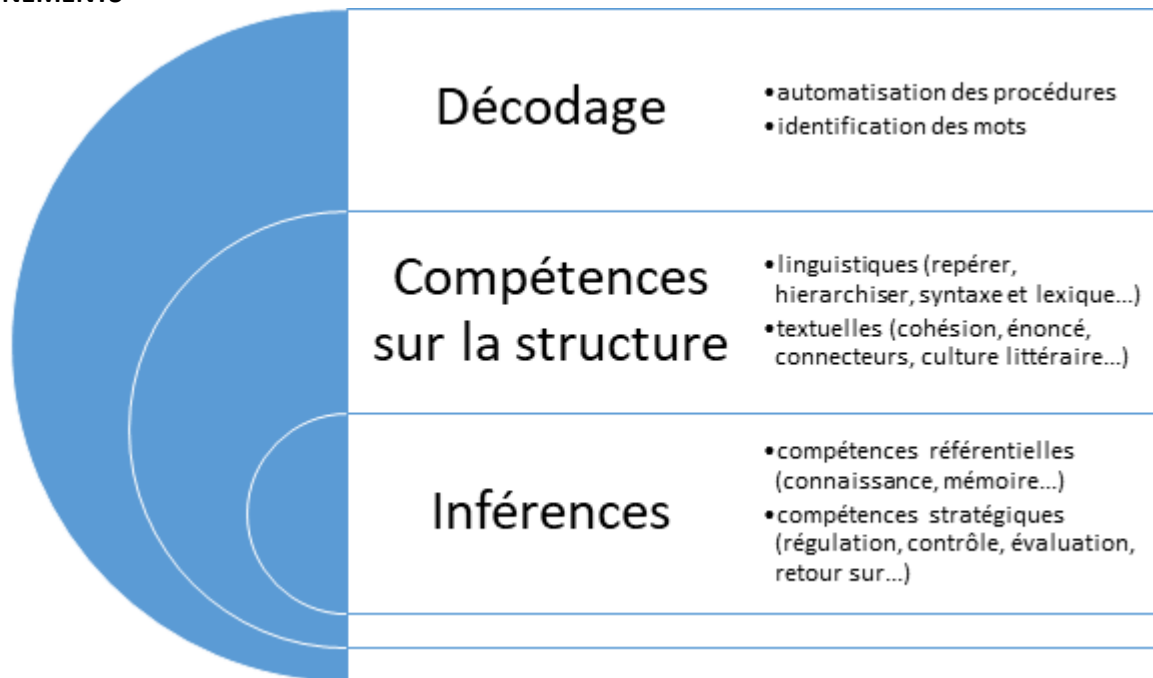 Décodage
•automatisation des procédures
•identification des mots
Compétences
sur la structure
•linguistiques (repérer,
hierarchiser, syntaxe et lexique...)
•textuelles (cohésion, énoncé,
connecteurs, culture littéraire...)
Inférences
•compétences référentielles
(connaissance, mémoire...)
•compétences stratégiques
(régulation, contrôle, évaluation,
retour sur...)